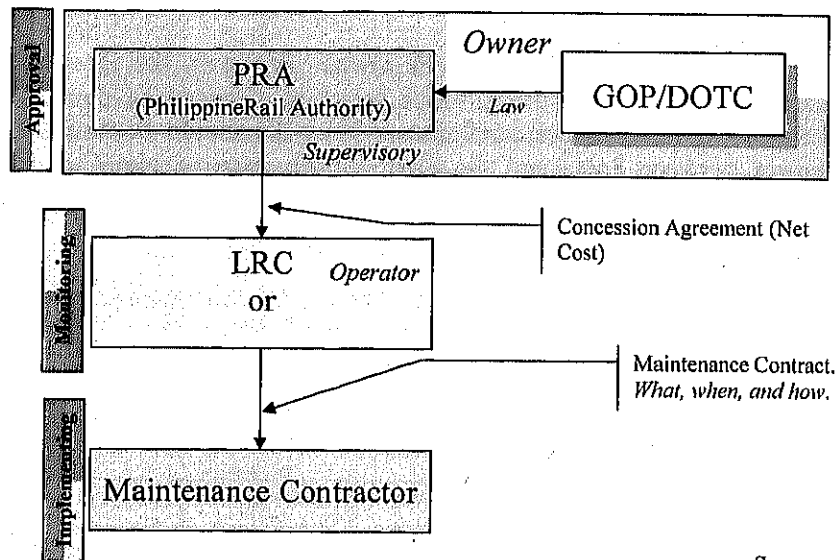 Approval
Owner
PRA
(PhilippineRail Authority)
Law
GOP/DOTC
Supervisory
Concession Agreement (Net
Cost)
Monitoring
LRC
Operator
or
Maintenance Contract.
What, when, and how.
Implementing
Maintenance Contractor